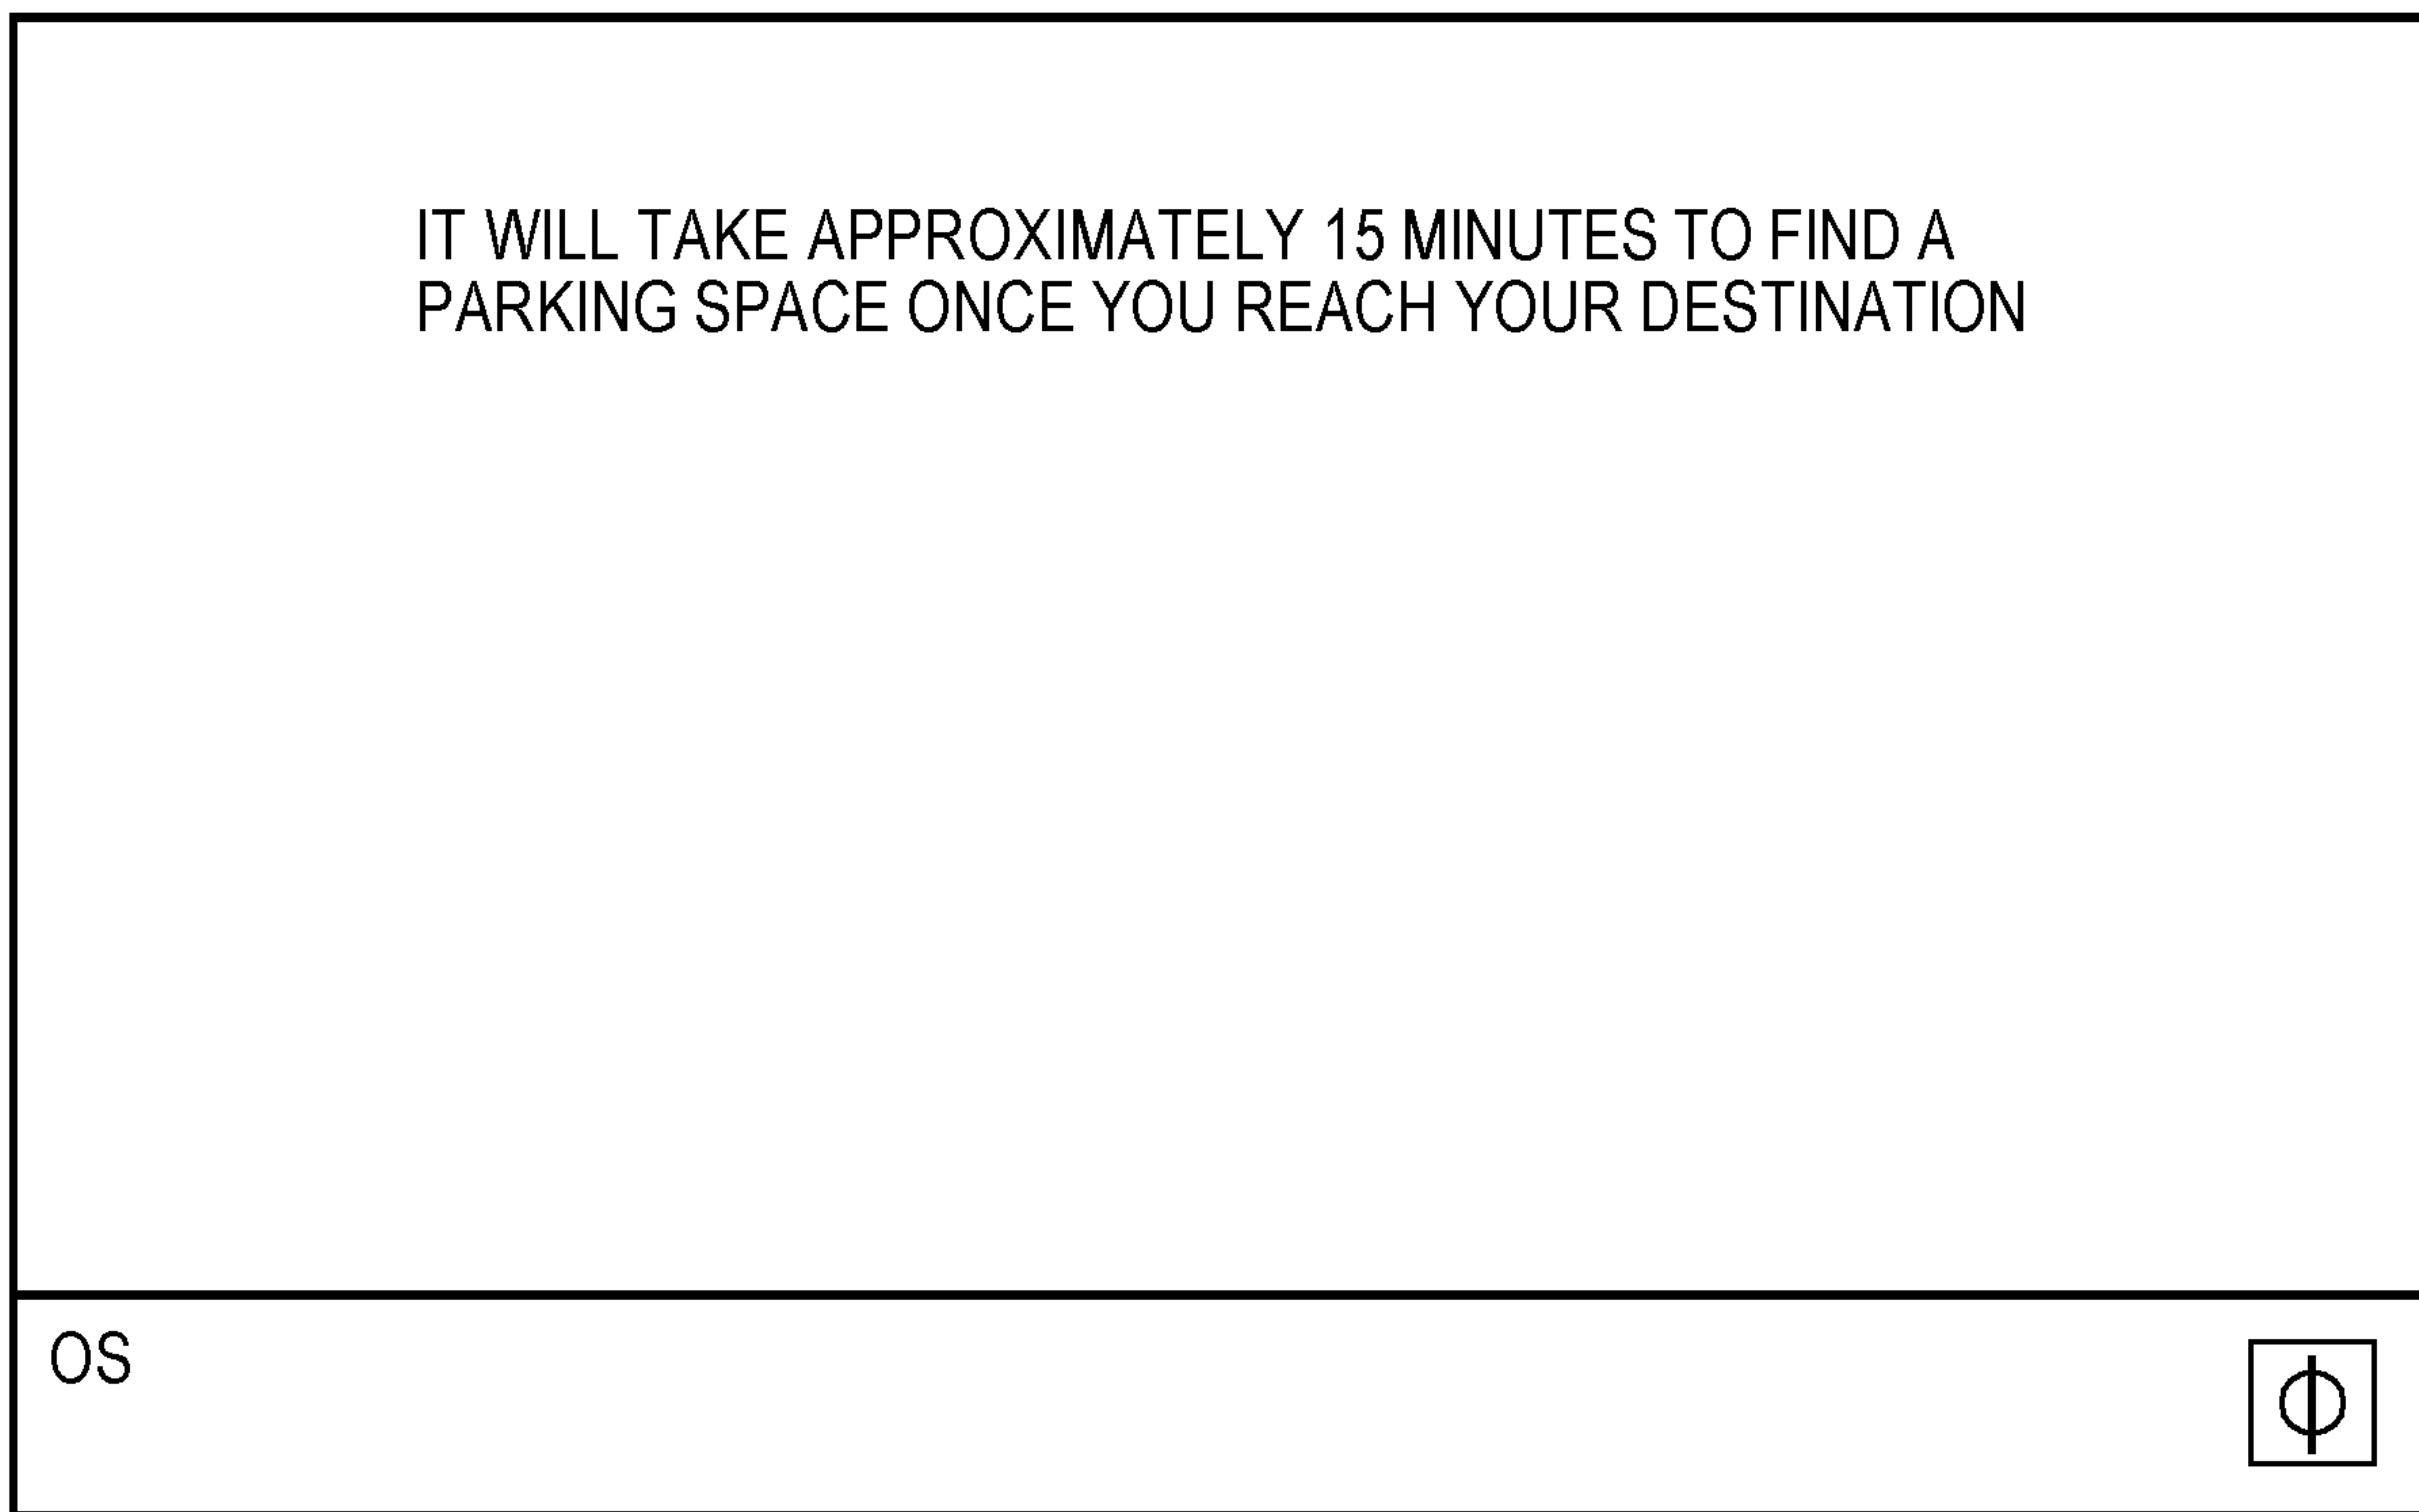 IT WILL TAKE APPROXIMATELY 15 MINUTES TO FIND A
PARKING SPACE ONCE YOU REACH YOUR DESTINATION
OS